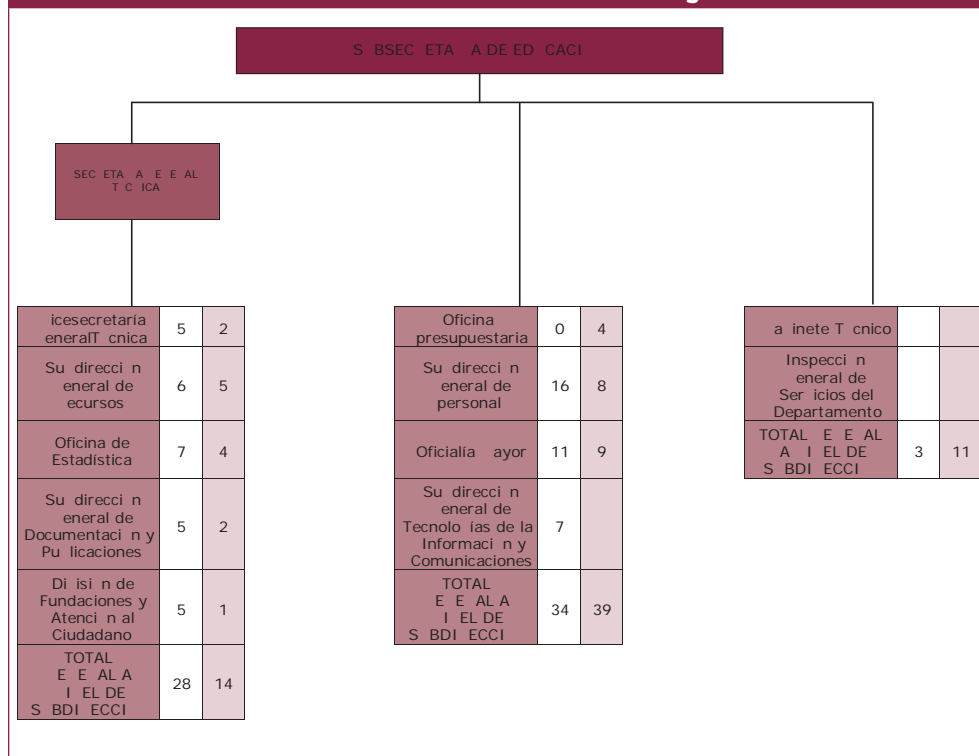 S BSEC ETA A DE ED CACI
SEC ETA A E E AL
T C ICA
icesecretaría
eneralT cnica
5 2
Su direcci n
eneral de
ecursos
6 5
Oficina de
Estadística
7 4
Su direcci n
eneral de
Documentaci n y
Pu licaciones
5 2
Di isi n de
Fundaciones y
Atenci n al
Ciudadano
5 1
TOTAL
E E AL A
I EL DE
S BDI ECCI
28 14
Oficina
presupuestaria
0 4
Su direcci n
eneral de
personal
16 8
Oficialía ayor
11 9
Su direcci n
eneral de
Tecnolo ías de la
Informaci n y
Comunicaciones
7
TOTAL
E E AL A
I EL DE
S BDI ECCI
34 39
a inete T cnico
Inspecci n
eneral de
Ser icios del
Departamento
TOTAL E E AL
A I EL DE
S BDI ECCI
3 11